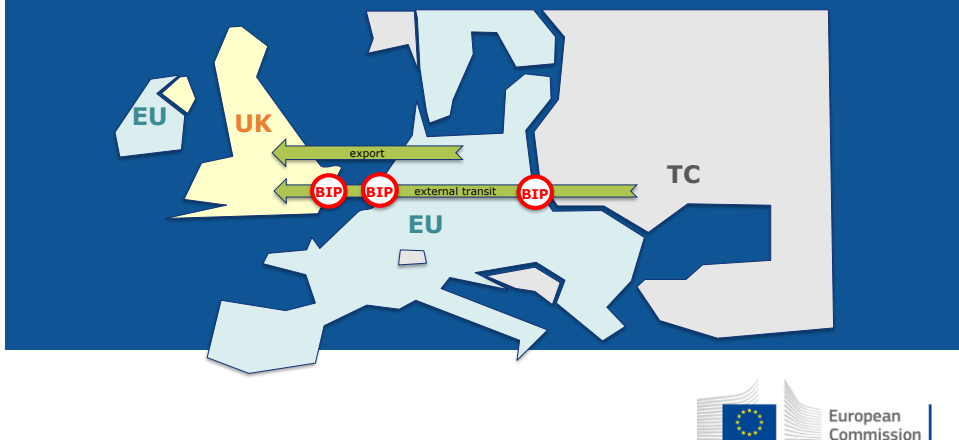 EU
UK
export
TC
BIP
BIP
external transit
BIP
EU
European
Commission